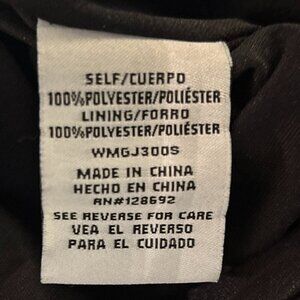 SELF/CUERPO
100%POLYESTER/POLIÉSTER
LINING/FORRO
100%POLYESTER/POLIÉSTER
WMGJ300S
MADE IN CHINA
HECHO EN CHINA
RN#128692
SEE REVERSE FOR CARE
VEA EL REVERSO
PARA EL CUIDADO